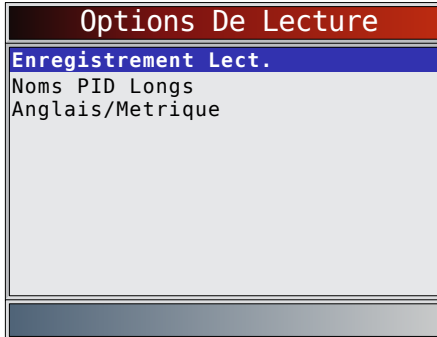 Options De Lecture
Enregistrement Lect.
Noms PID Longs
Anglais/Metrique